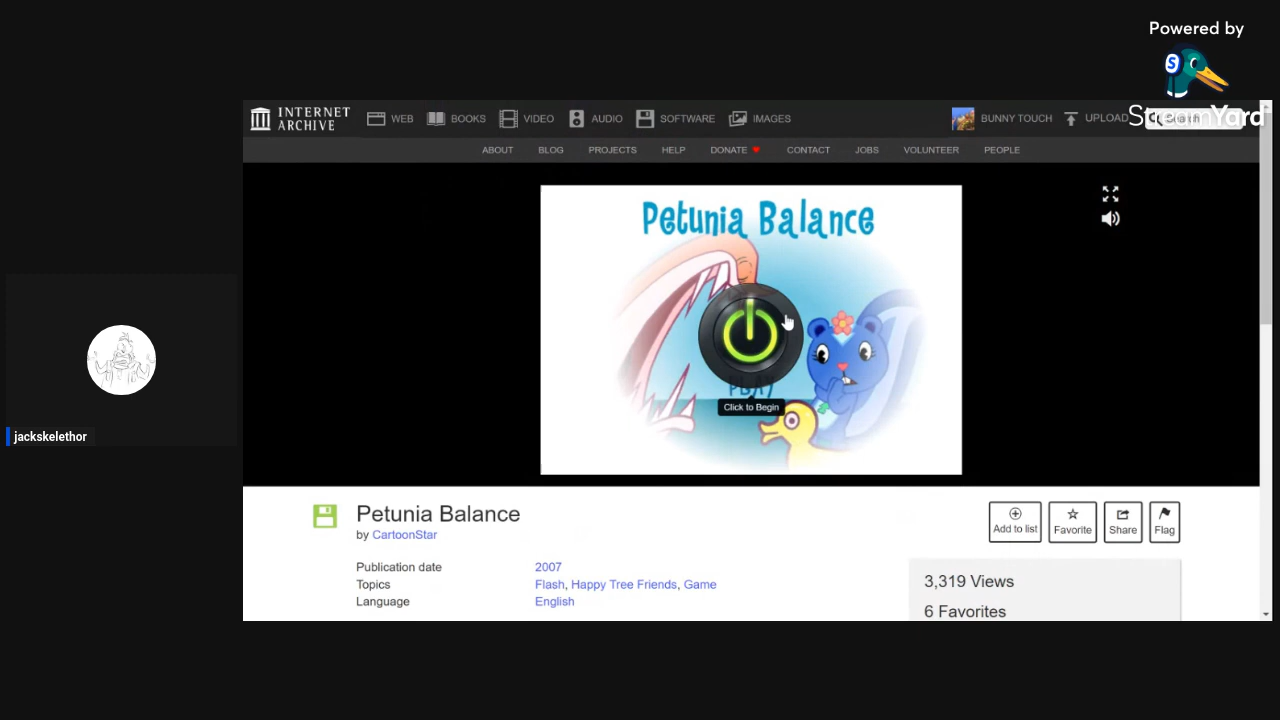 Powered by
StreamYard
INTERNET ARCHIVE
WEB BOOKS VIDEO AUDIO SOFTWARE IMAGES BUNNY TOUCH UPLOAD
ABOUT BLOG PROJECTS HELP DONATE CONTACT JOBS VOLUNTEER PEOPLE
Petunia Balance
PLAY
Click to Begin
jackskelethor
Petunia Balance
by CartoonStar
Add to list
Favorite
Share
Flag
Publication date 2007
Topics Flash, Happy Tree Friends, Game
Language English
3,319 Views
6 Favorites